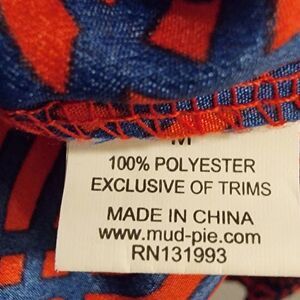 M
100% POLYESTER
EXCLUSIVE OF TRIMS
MADE IN CHINA
www.mud-pie.com
RN131993